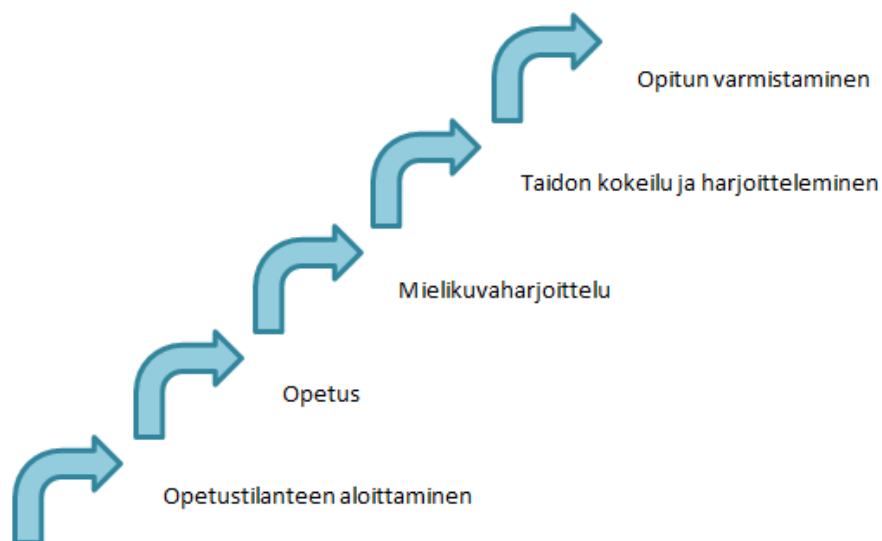 Opitun varmistaminen
Taidon kokeilu ja harjoitteleminen
Mielikuvaharjoittelu
Opetus
Opetustilanteen aloittaminen